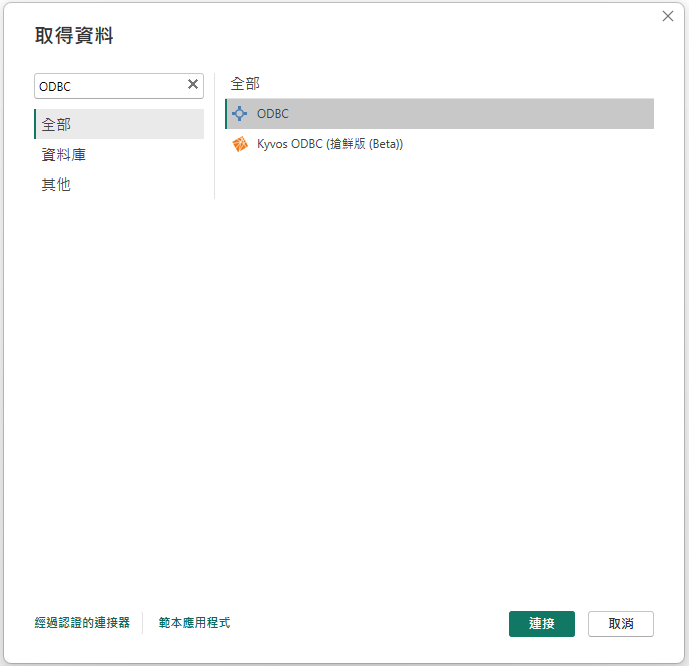 取得資料
ODBC
全部
資料庫
其他
全部
ODBC
Kyvos ODBC (搶鮮版 (Beta))
經過認證的連接器
範本應用程式
連接
取消